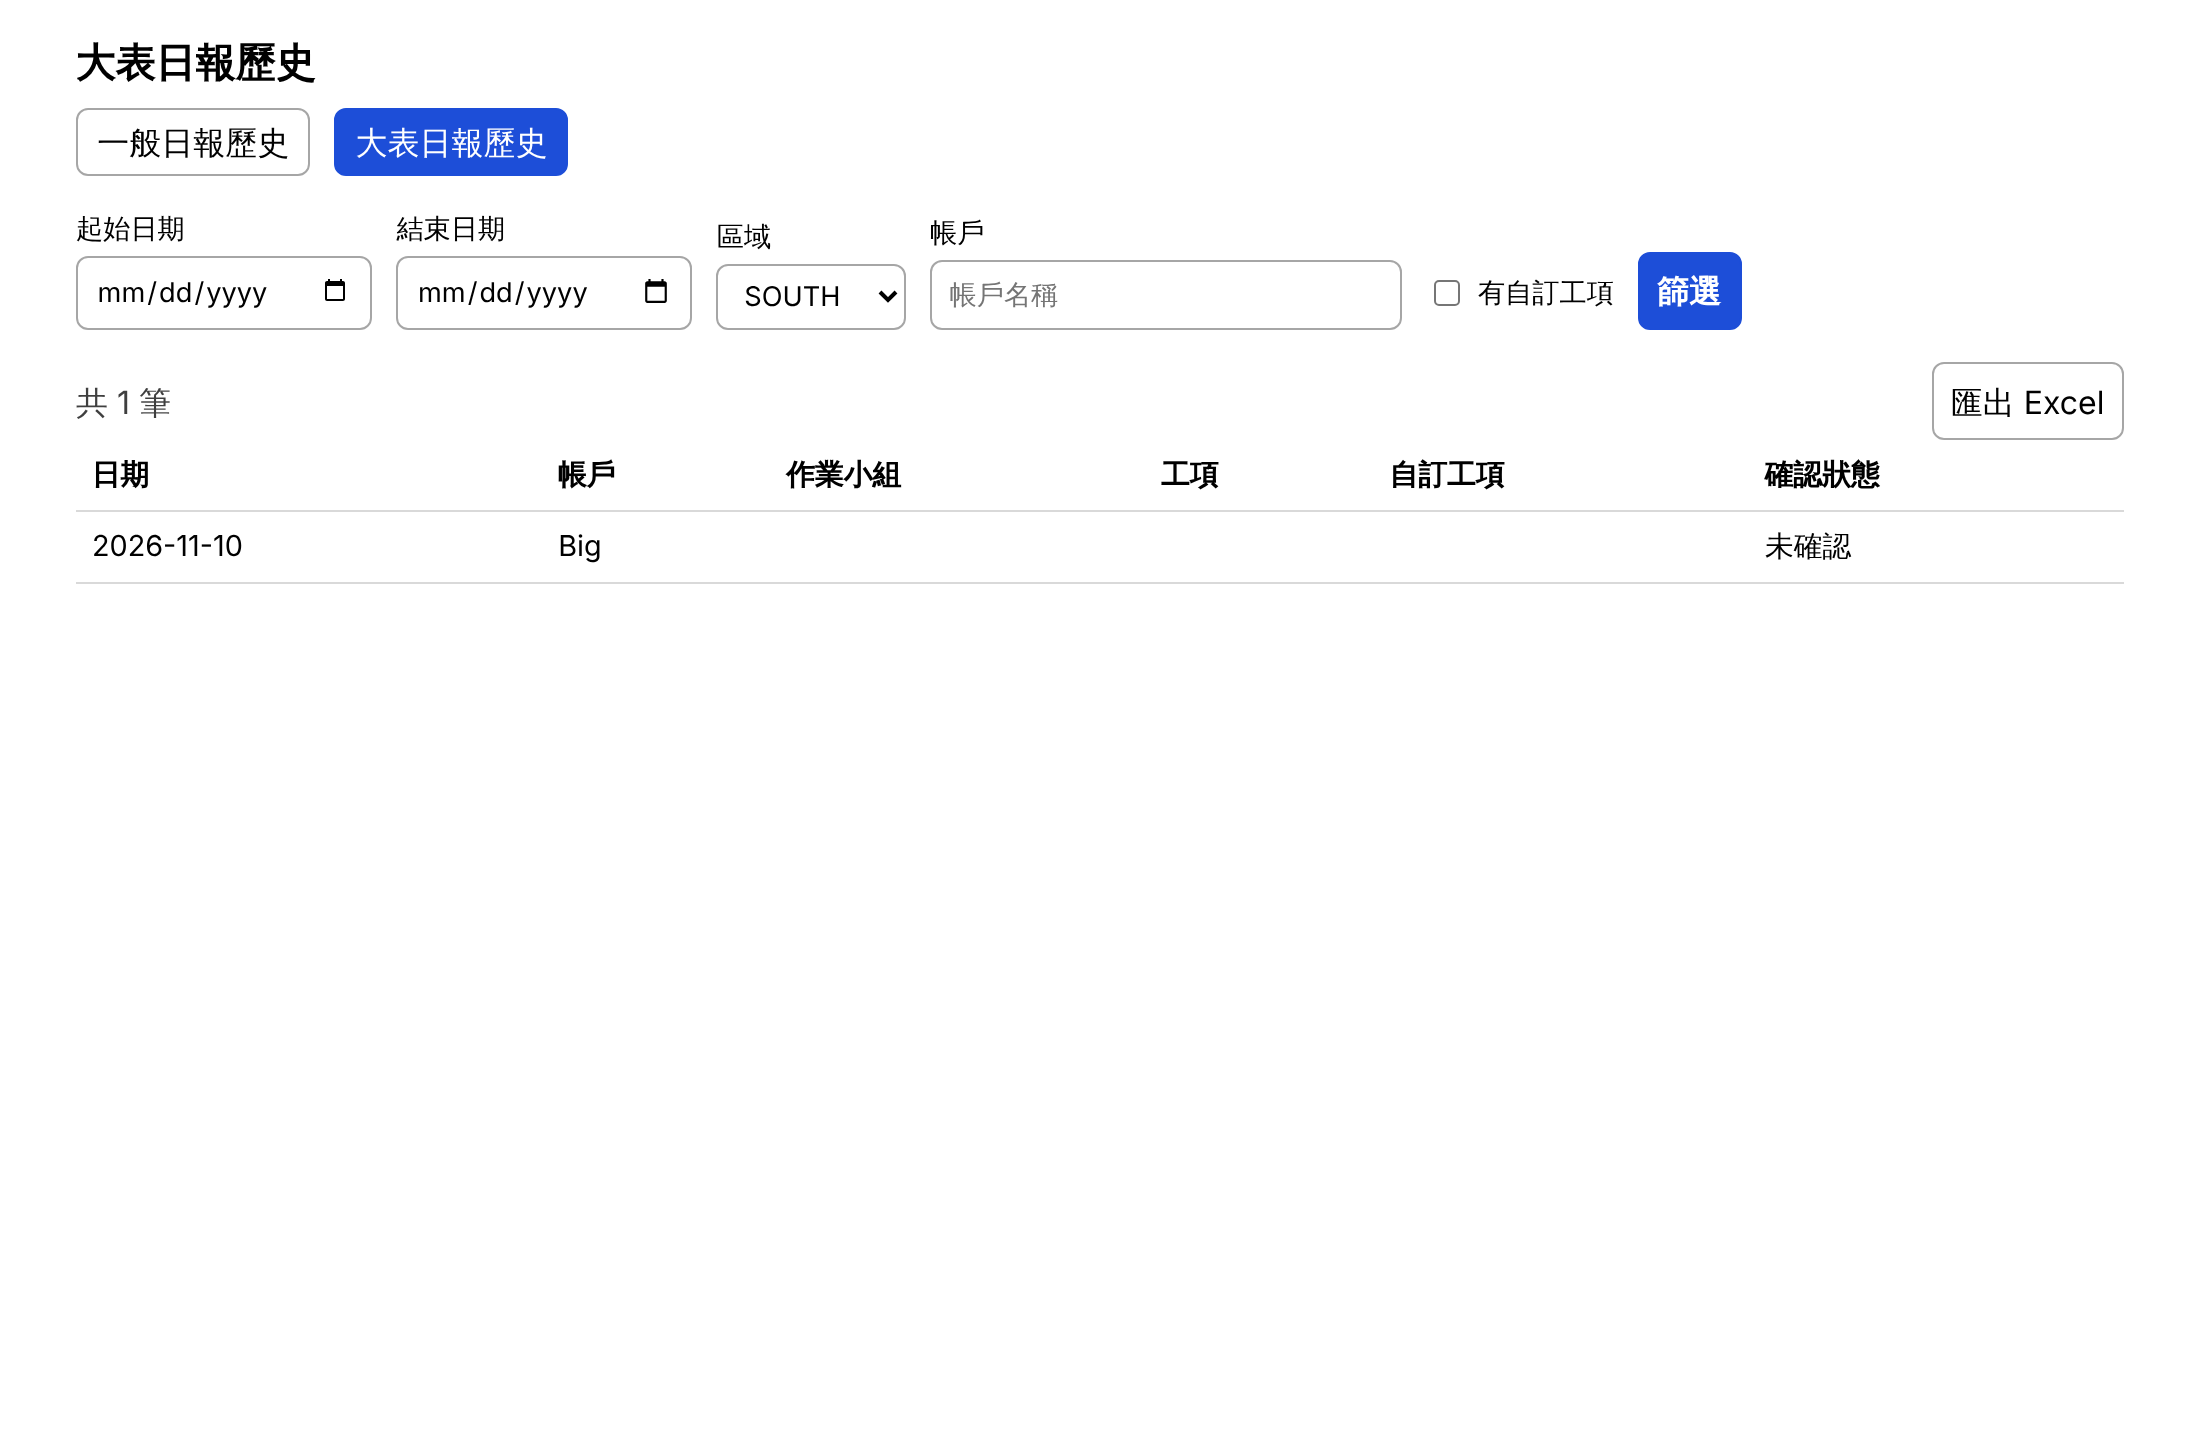 大表日報歷史
一般日報歷史 大表日報歷史
起始日期 結束日期 區域 帳戶
mm/dd/yyyy mm/dd/yyyy SOUTH 帳戶名稱 有自訂工項 篩選
共 1 筆 匯出 Excel
日期 帳戶 作業小組 工項 自訂工項 確認狀態
2026-11-10 Big 未確認